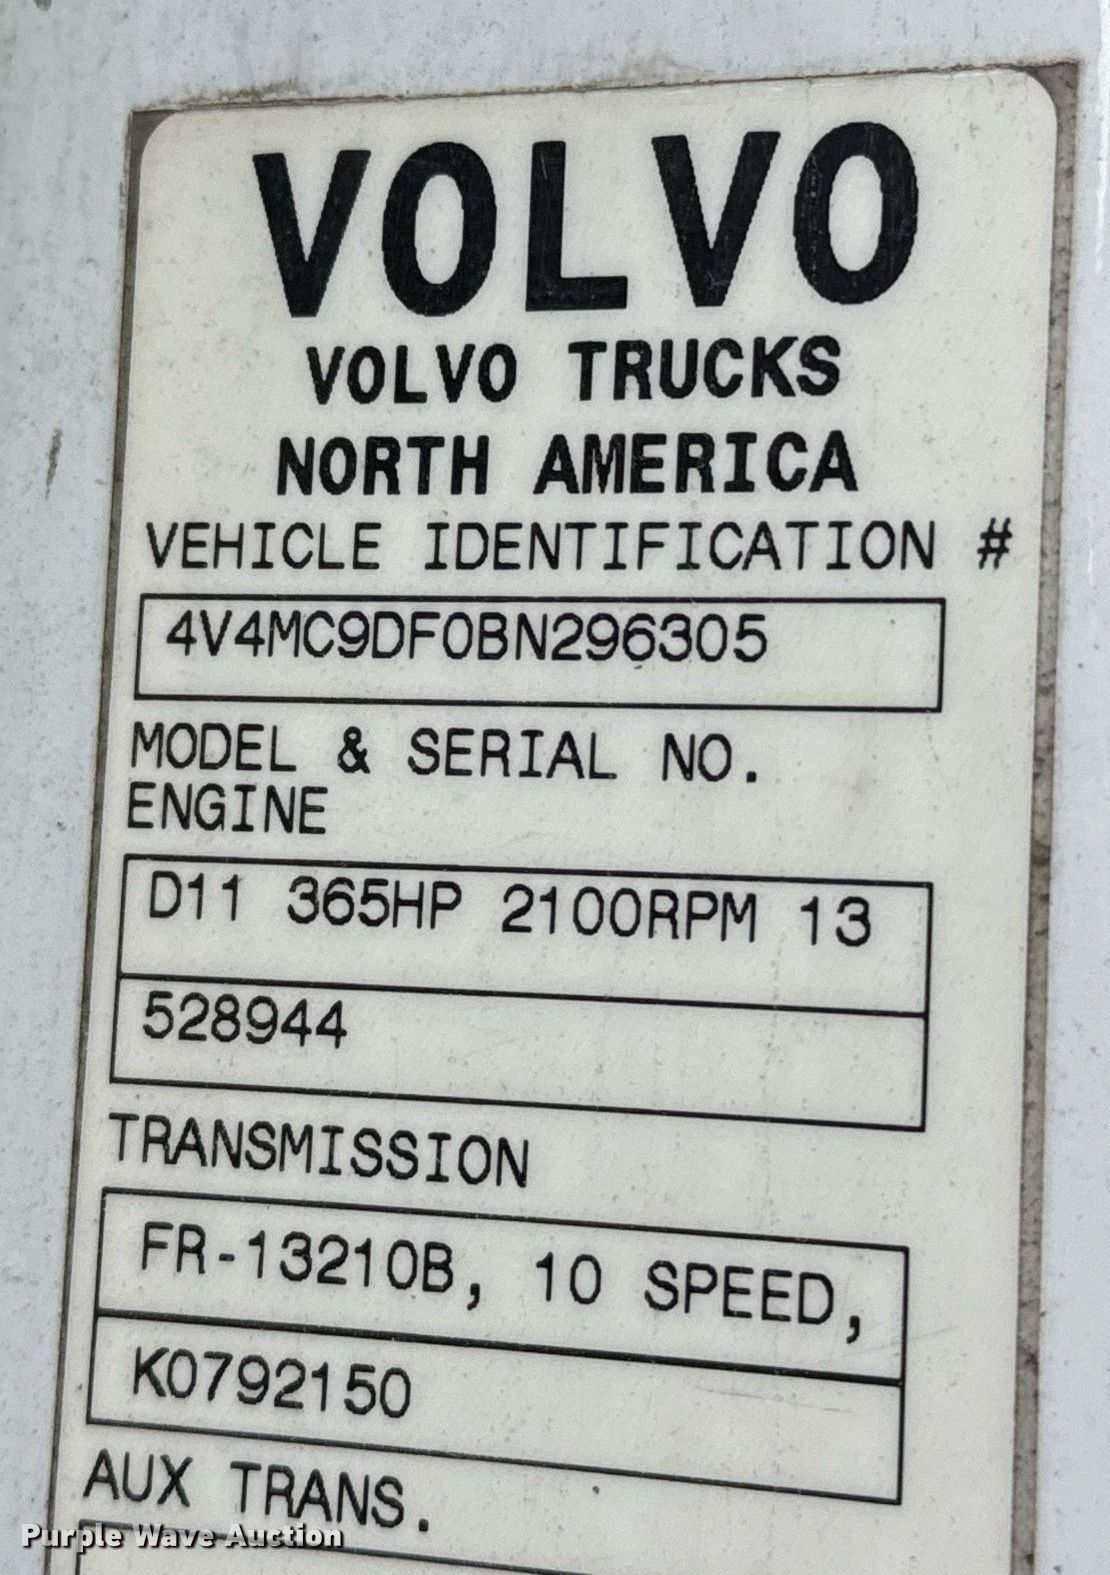 VOLVO
VOLVO TRUCKS
NORTH AMERICA
VEHICLE IDENTIFICATION #
4V4MC9DF0BN296305
MODEL & SERIAL NO.
ENGINE
D11 365HP 2100RPM 13
528944
TRANSMISSION
FR-13210B, 10 SPEED,
K0792150
AUX TRANS.
Purple Wave Auction